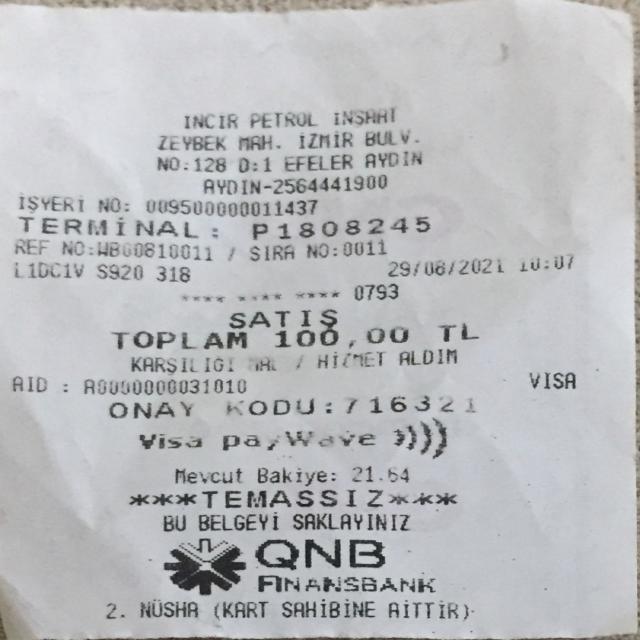 INCIR PETROL INSAAT
ZEYBEK MAH. İZMİR BULV.
NO:128 D:1 EFELER AYDIN
AYDIN-2564441900
İŞYERİ NO: 0095000000011437
TERMİNAL: P1808245
REF NO:WB00810011 / SIRA NO:0011
L1DC1V S920 318 29/08/2021 10:07
**** **** **** 0793
SATIŞ
TOPLAM 100,00 TL
KARŞILIĞI MAL / HİZMET ALDIM
AID : A0000000031010 VISA
ONAY KODU:716321
Visa payWave ))))
Mevcut Bakiye: 21.64
***TEMASSIZ***
BU BELGEYİ SAKLAYINIZ
QNB
FINANSBANK
2. NÜSHA (KART SAHİBİNE AİTTİR)